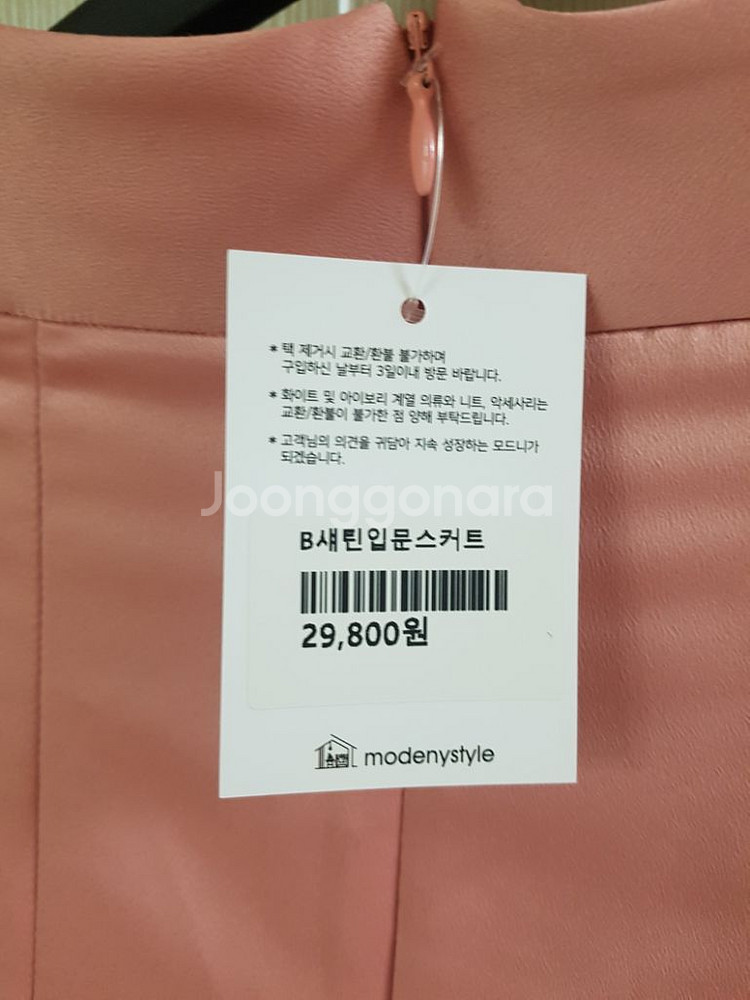 * 택 제거시 교환/환불 불가하며
구입하신 날부터 3일이내 방문 바랍니다.
* 화이트 및 아이보리 계열 의류와 니트, 악세사리는
교환/환불이 불가한 점 양해 부탁드립니다.
* 고객님의 의견을 귀담아 지속 성장하는 모드니가
되겠습니다.
Joonggonara
B섀틴입문스커트
29,800원
modenystyle